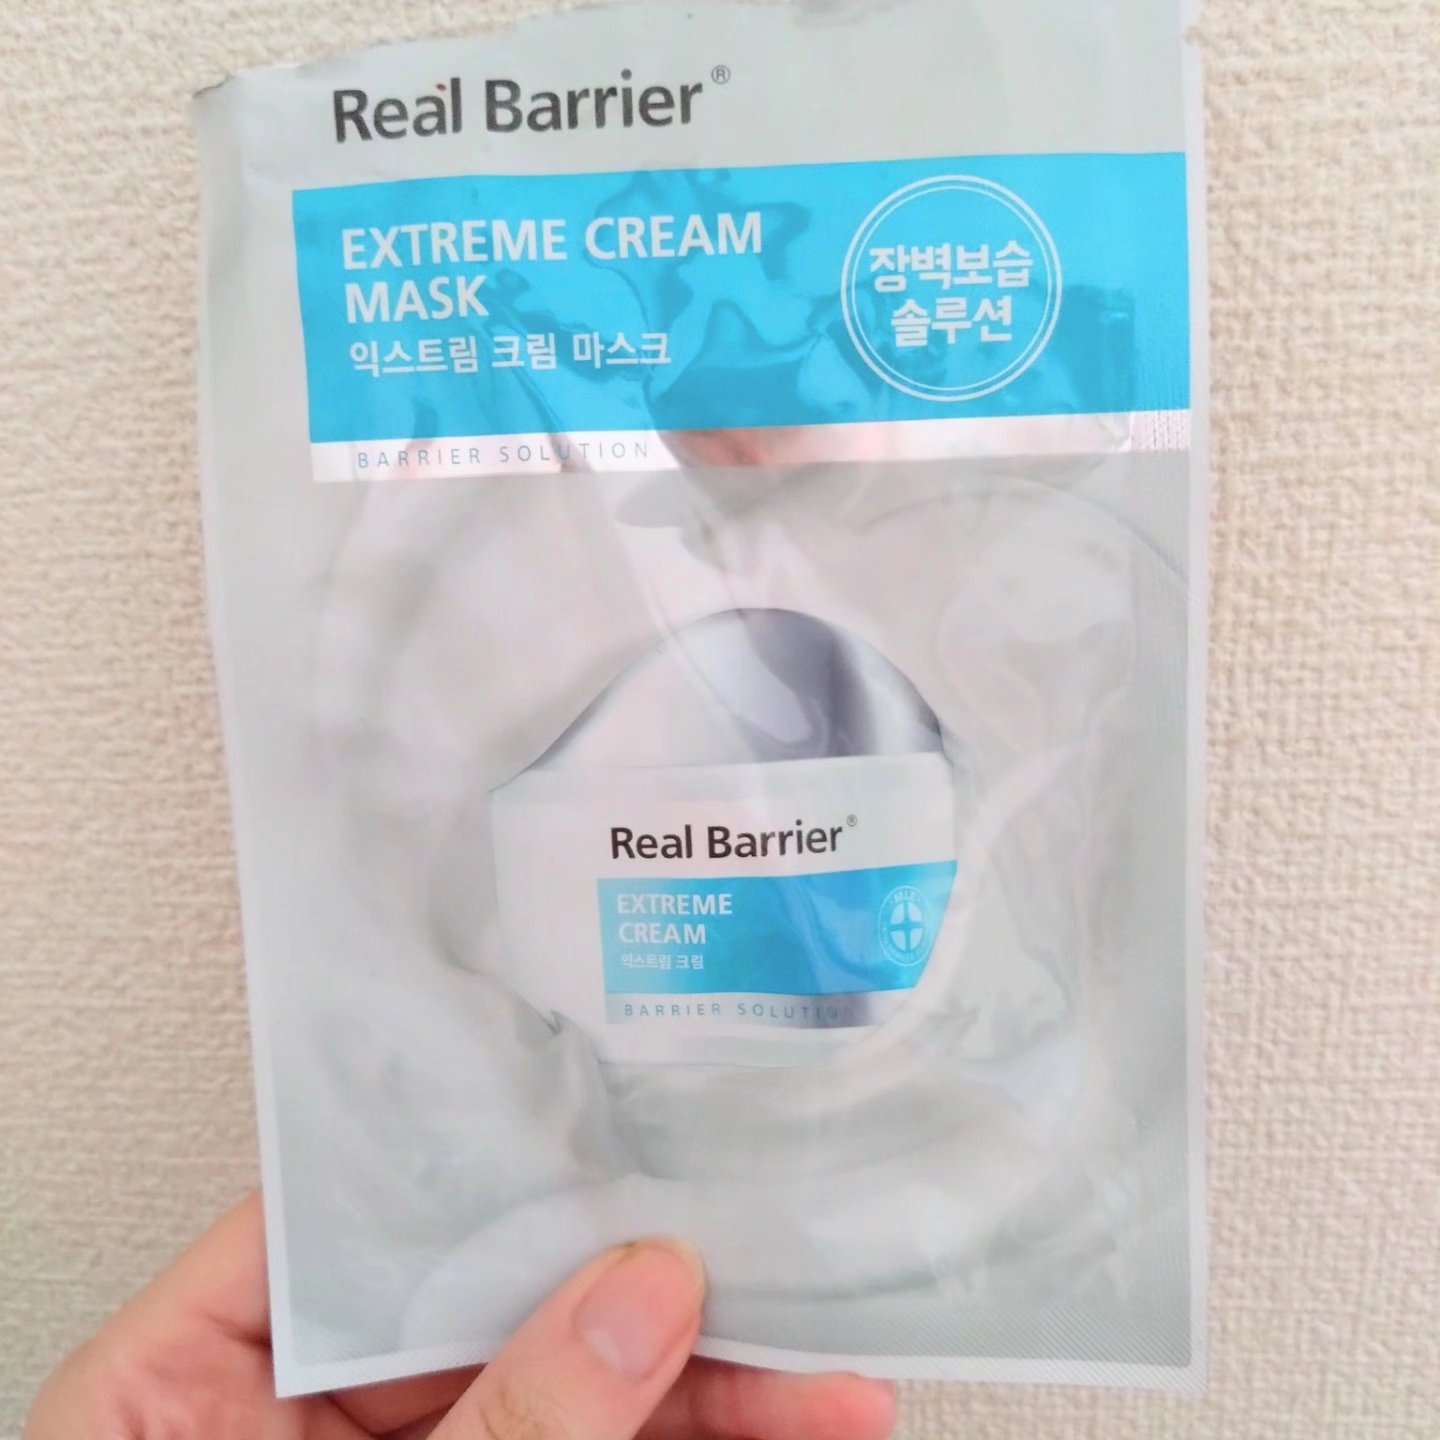 Real Barrier®
EXTREME CREAM
MASK
익스트림 크림 마스크
장벽보습
솔루션
BARRIER SOLUTION
Real Barrier®
EXTREME
CREAM
익스트림 크림
MLE
BARRIER SOLUTION